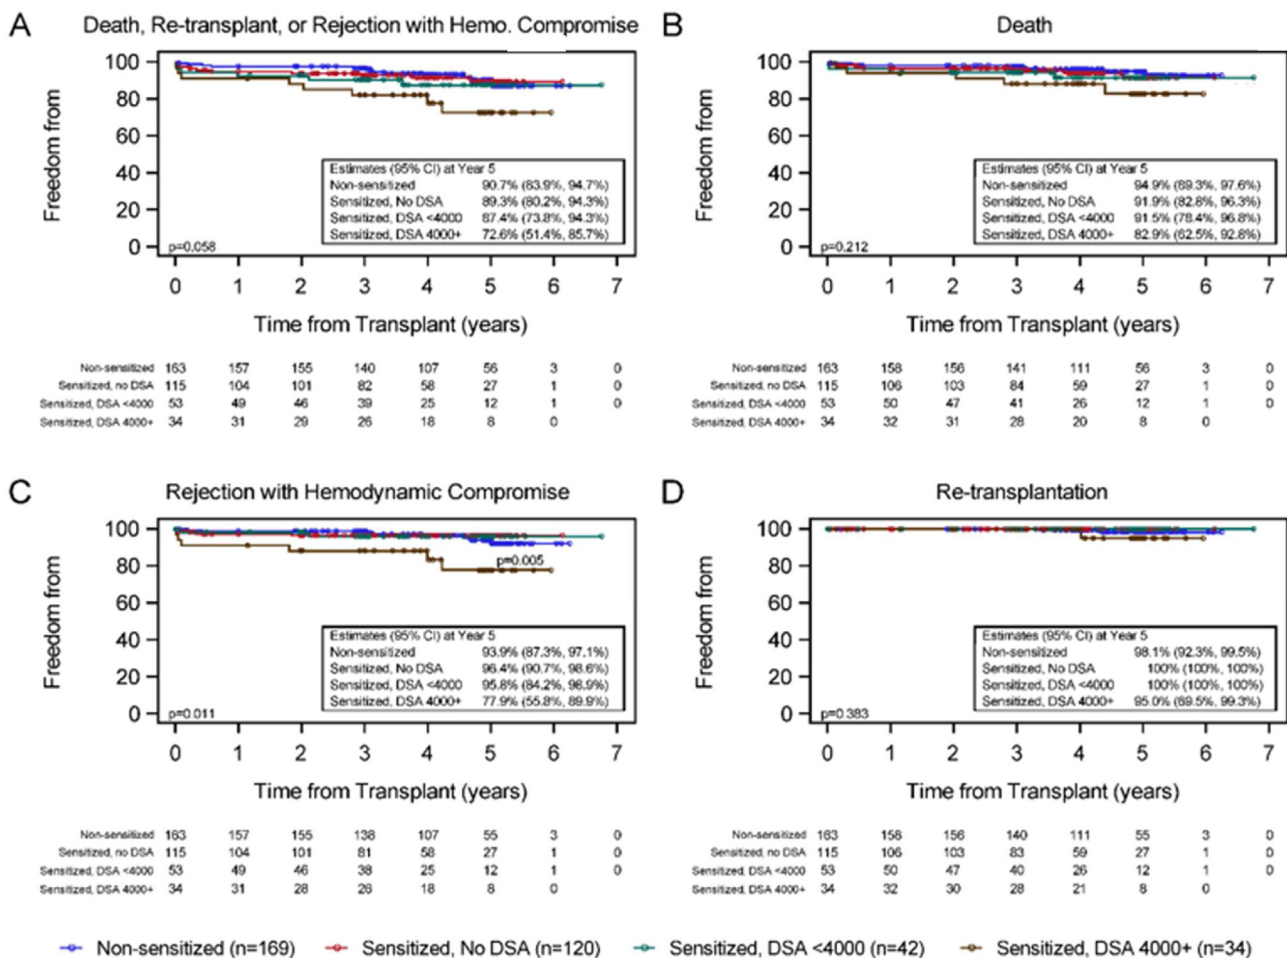 A Death, Re-transplant, or Rejection with Hemo. Compromise
Freedom from
100
80
60
40
20
0
Estimates (95% CI) at Year 5
Non-sensitized 90.7% (83.9%, 94.7%)
Sensitized, No DSA 89.3% (80.2%, 94.3%)
Sensitized, DSA <4000 87.4% (73.8%, 94.3%)
Sensitized, DSA 4000+ 72.6% (51.4%, 85.7%)
p=0.058
0 1 2 3 4 5 6 7
Time from Transplant (years)
Non-sensitized 163 157 155 140 107 56 3 0
Sensitized, no DSA 115 104 101 82 58 27 1 0
Sensitized, DSA <4000 53 49 46 39 25 12 1 0
Sensitized, DSA 4000+ 34 31 29 26 18 8 0
B Death
Freedom from
100
80
60
40
20
0
Estimates (95% CI) at Year 5
Non-sensitized 94.9% (89.3%, 97.6%)
Sensitized, No DSA 91.9% (82.8%, 96.3%)
Sensitized, DSA <4000 91.5% (78.4%, 96.8%)
Sensitized, DSA 4000+ 82.9% (62.5%, 92.8%)
p=0.212
0 1 2 3 4 5 6 7
Time from Transplant (years)
Non-sensitized 163 158 156 141 111 56 3 0
Sensitized, no DSA 115 106 103 84 59 27 1 0
Sensitized, DSA <4000 53 50 47 41 26 12 1 0
Sensitized, DSA 4000+ 34 32 31 28 20 8 0
C Rejection with Hemodynamic Compromise
Freedom from
100
80
60
40
20
0
p=0.005
Estimates (95% CI) at Year 5
Non-sensitized 93.9% (87.3%, 97.1%)
Sensitized, No DSA 96.4% (90.7%, 98.6%)
Sensitized, DSA <4000 95.8% (84.2%, 98.9%)
Sensitized, DSA 4000+ 77.9% (55.8%, 89.9%)
p=0.011
0 1 2 3 4 5 6 7
Time from Transplant (years)
Non-sensitized 163 157 155 138 107 55 3 0
Sensitized, no DSA 115 104 101 81 58 27 1 0
Sensitized, DSA <4000 53 49 46 38 25 12 1 0
Sensitized, DSA 4000+ 34 31 28 26 18 8 0
D Re-transplantation
Freedom from
100
80
60
40
20
0
Estimates (95% CI) at Year 5
Non-sensitized 98.1% (92.3%, 99.5%)
Sensitized, No DSA 100% (100%, 100%)
Sensitized, DSA <4000 100% (100%, 100%)
Sensitized, DSA 4000+ 95.0% (69.5%, 99.3%)
p=0.383
0 1 2 3 4 5 6 7
Time from Transplant (years)
Non-sensitized 163 158 156 140 111 55 3 0
Sensitized, no DSA 115 106 103 83 59 27 1 0
Sensitized, DSA <4000 53 50 47 40 26 12 1 0
Sensitized, DSA 4000+ 34 32 30 28 21 8 0
Non-sensitized (n=169) Sensitized, No DSA (n=120) Sensitized, DSA <4000 (n=42) Sensitized, DSA 4000+ (n=34)